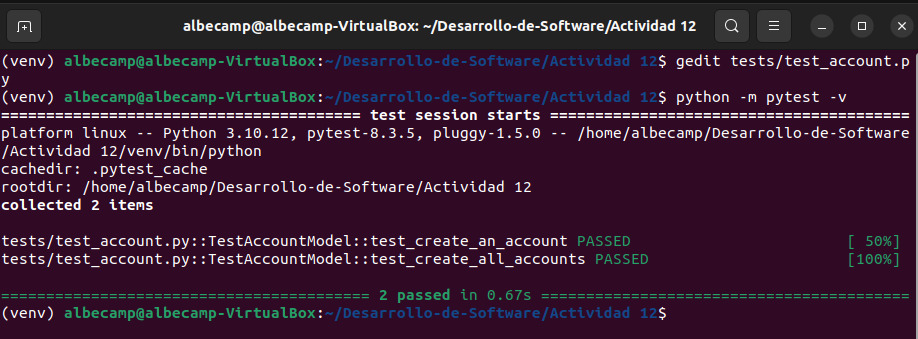 albecamp@albecamp-VirtualBox: ~/Desarrollo-de-Software/Actividad 12
(venv) albecamp@albecamp-VirtualBox:~/Desarrollo-de-Software/Actividad 12$ gedit tests/test_account.p
y
(venv) albecamp@albecamp-VirtualBox:~/Desarrollo-de-Software/Actividad 12$ python -m pytest -v
======================================== test session starts ========================================
platform linux -- Python 3.10.12, pytest-8.3.5, pluggy-1.5.0 -- /home/albecamp/Desarrollo-de-Software
/Actividad 12/venv/bin/python
cachedir: .pytest_cache
rootdir: /home/albecamp/Desarrollo-de-Software/Actividad 12
collected 2 items
tests/test_account.py::TestAccountModel::test_create_an_account PASSED                        [ 50%]
tests/test_account.py::TestAccountModel::test_create_all_accounts PASSED                      [100%]
========================================= 2 passed in 0.67s =========================================
(venv) albecamp@albecamp-VirtualBox:~/Desarrollo-de-Software/Actividad 12$